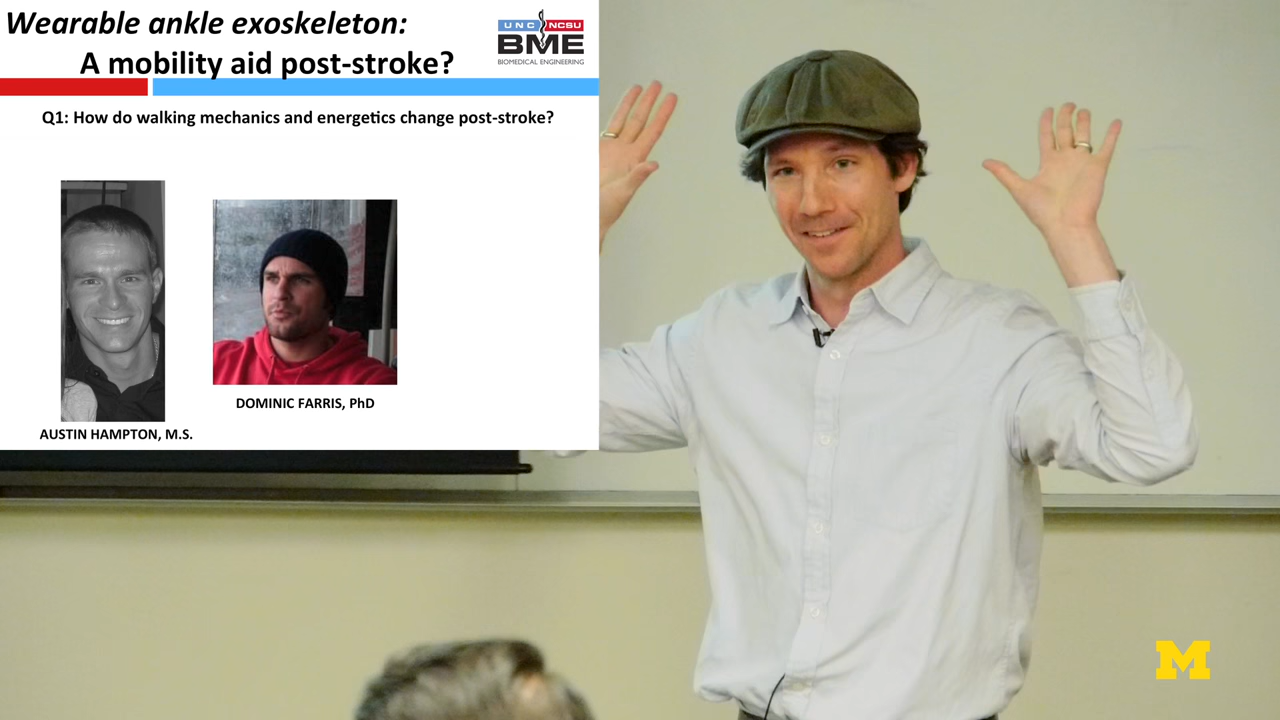 Wearable ankle exoskeleton:
A mobility aid post-stroke?
UNC NCSU
BME
BIOMEDICAL ENGINEERING
Q1: How do walking mechanics and energetics change post-stroke?
DOMINIC FARRIS, PhD
AUSTIN HAMPTON, M.S.
M